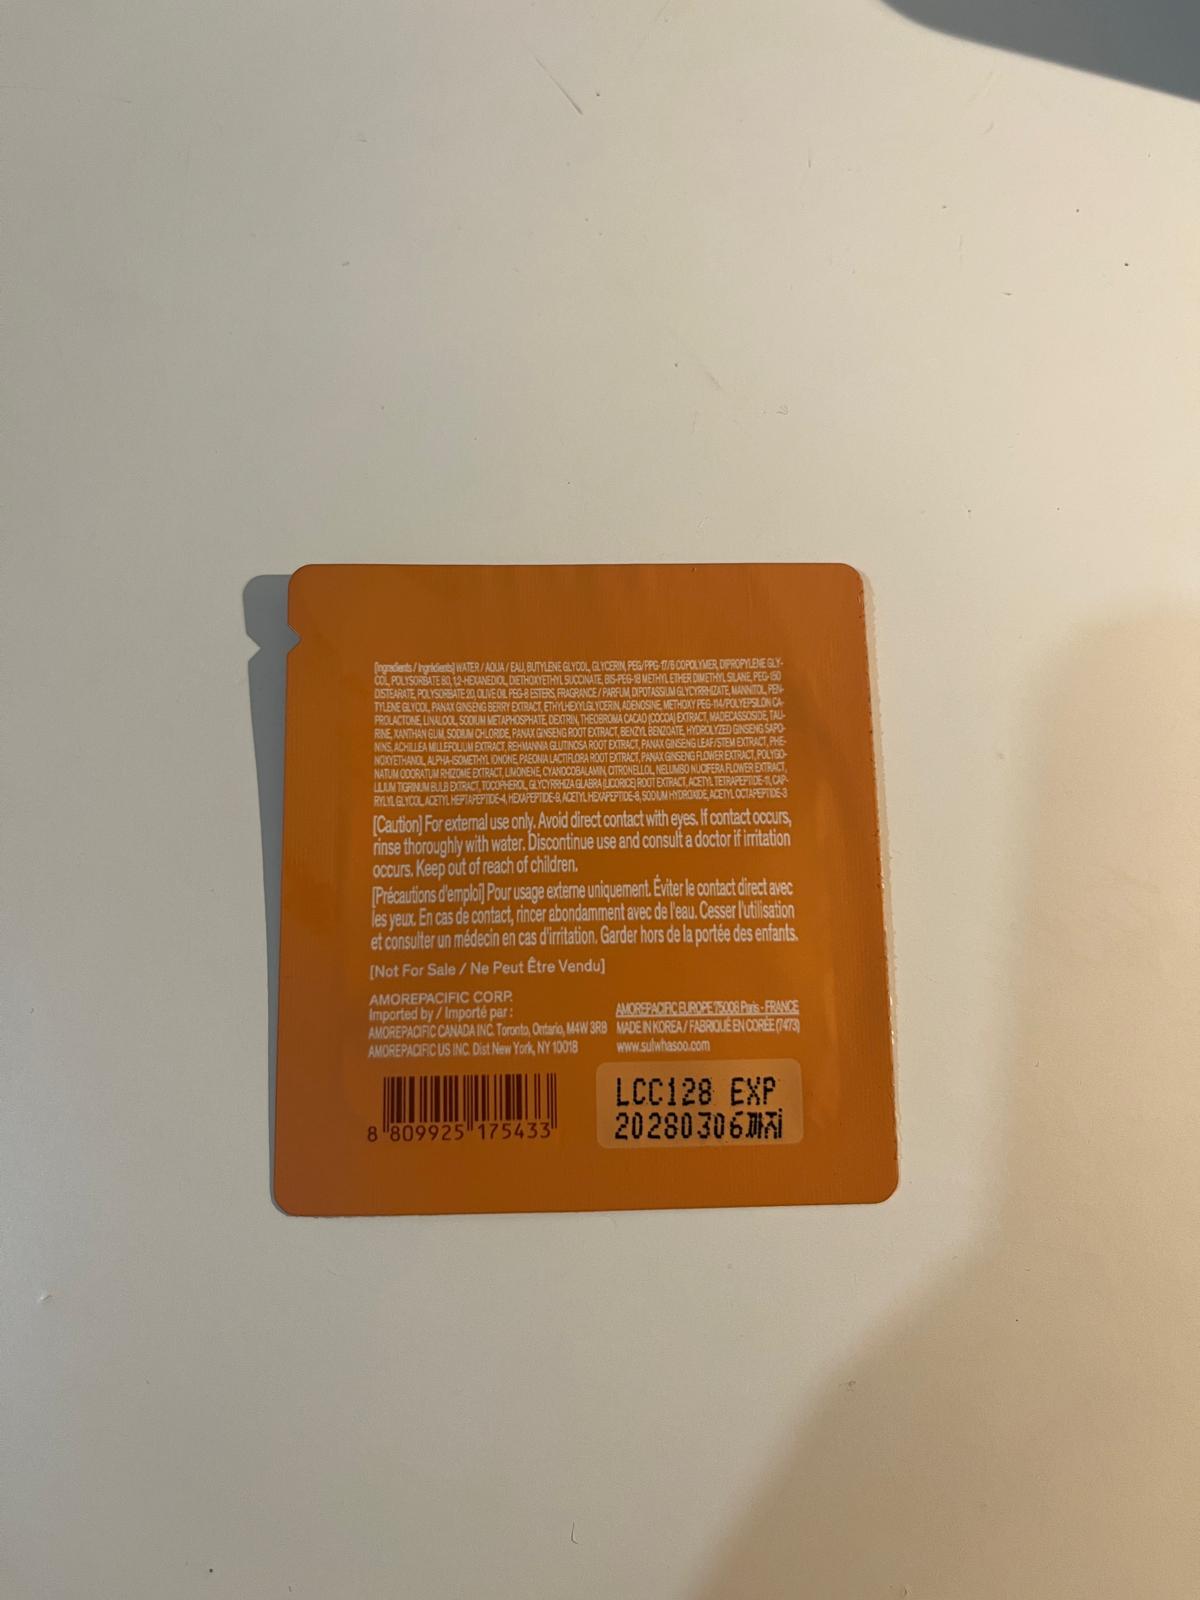 [Ingredients / Ingrédients] WATER / AQUA / EAU, BUTYLENE GLYCOL, GLYCERIN, PEG/PPG-17/6 COPOLYMER, DIPROPYLENE GLY-
COL, POLYSORBATE 80, 1,2-HEXANEDIOL, DIETHOXYETHYL SUCCINATE, BIS-PEG-18 METHYL ETHER DIMETHYL SILANE, PEG-150
DISTEARATE, POLYSORBATE 20, OLIVE OIL PEG-8 ESTERS, FRAGRANCE / PARFUM, DIPOTASSIUM GLYCYRRHIZATE, MANNITOL, PEN-
TYLENE GLYCOL, PANAX GINSENG BERRY EXTRACT, ETHYLHEXYLGLYCERIN, ADENOSINE, METHOXY PEG-114/POLYEPSILON CA-
PROLACTONE, LINALOOL, SODIUM METAPHOSPHATE, DEXTRIN, THEOBROMA CACAO (COCOA) EXTRACT, MADECASSOSIDE, TAU-
RINE, XANTHAN GUM, SODIUM CHLORIDE, PANAX GINSENG ROOT EXTRACT, BENZYL BENZOATE, HYDROLYZED GINSENG SAPO-
NINS, ACHILLEA MILLEFOLIUM EXTRACT, REHMANNIA GLUTINOSA ROOT EXTRACT, PANAX GINSENG LEAF/STEM EXTRACT, PHE-
NOXYETHANOL, ALPHA-ISOMETHYL IONONE, PAEONIA LACTIFLORA ROOT EXTRACT, PANAX GINSENG FLOWER EXTRACT, POLYGO-
NATUM ODORATUM RHIZOME EXTRACT, LIMONENE, CYANOCOBALAMIN, CITRONELLOL, NELUMBO NUCIFERA FLOWER EXTRACT,
LILIUM TIGRINUM BULB EXTRACT, TOCOPHEROL, GLYCYRRHIZA GLABRA (LICORICE) ROOT EXTRACT, ACETYL TETRAPEPTIDE-11, CAP-
RYLYL GLYCOL, ACETYL HEPTAPEPTIDE-4, HEXAPEPTIDE-9, ACETYL HEXAPEPTIDE-8, SODIUM HYDROXIDE, ACETYL OCTAPEPTIDE-3
[Caution] For external use only. Avoid direct contact with eyes. If contact occurs,
rinse thoroughly with water. Discontinue use and consult a doctor if irritation
occurs. Keep out of reach of children.
[Précautions d'emploi] Pour usage externe uniquement. Éviter le contact direct avec
les yeux. En cas de contact, rincer abondamment avec de l'eau. Cesser l'utilisation
et consulter un médecin en cas d'irritation. Garder hors de la portée des enfants.
[Not For Sale / Ne Peut Être Vendu]
AMOREPACIFIC CORP.
Imported by / Importé par :
AMOREPACIFIC CANADA INC. Toronto, Ontario, M4W 3R8
AMOREPACIFIC US INC. Dist New York, NY 10018
AMOREPACIFIC EUROPE 75008 Paris - FRANCE
MADE IN KOREA / FABRIQUÉ EN CORÉE (7473)
www.sulwhasoo.com
8 809925 175433
LCC128 EXP
20280306까지